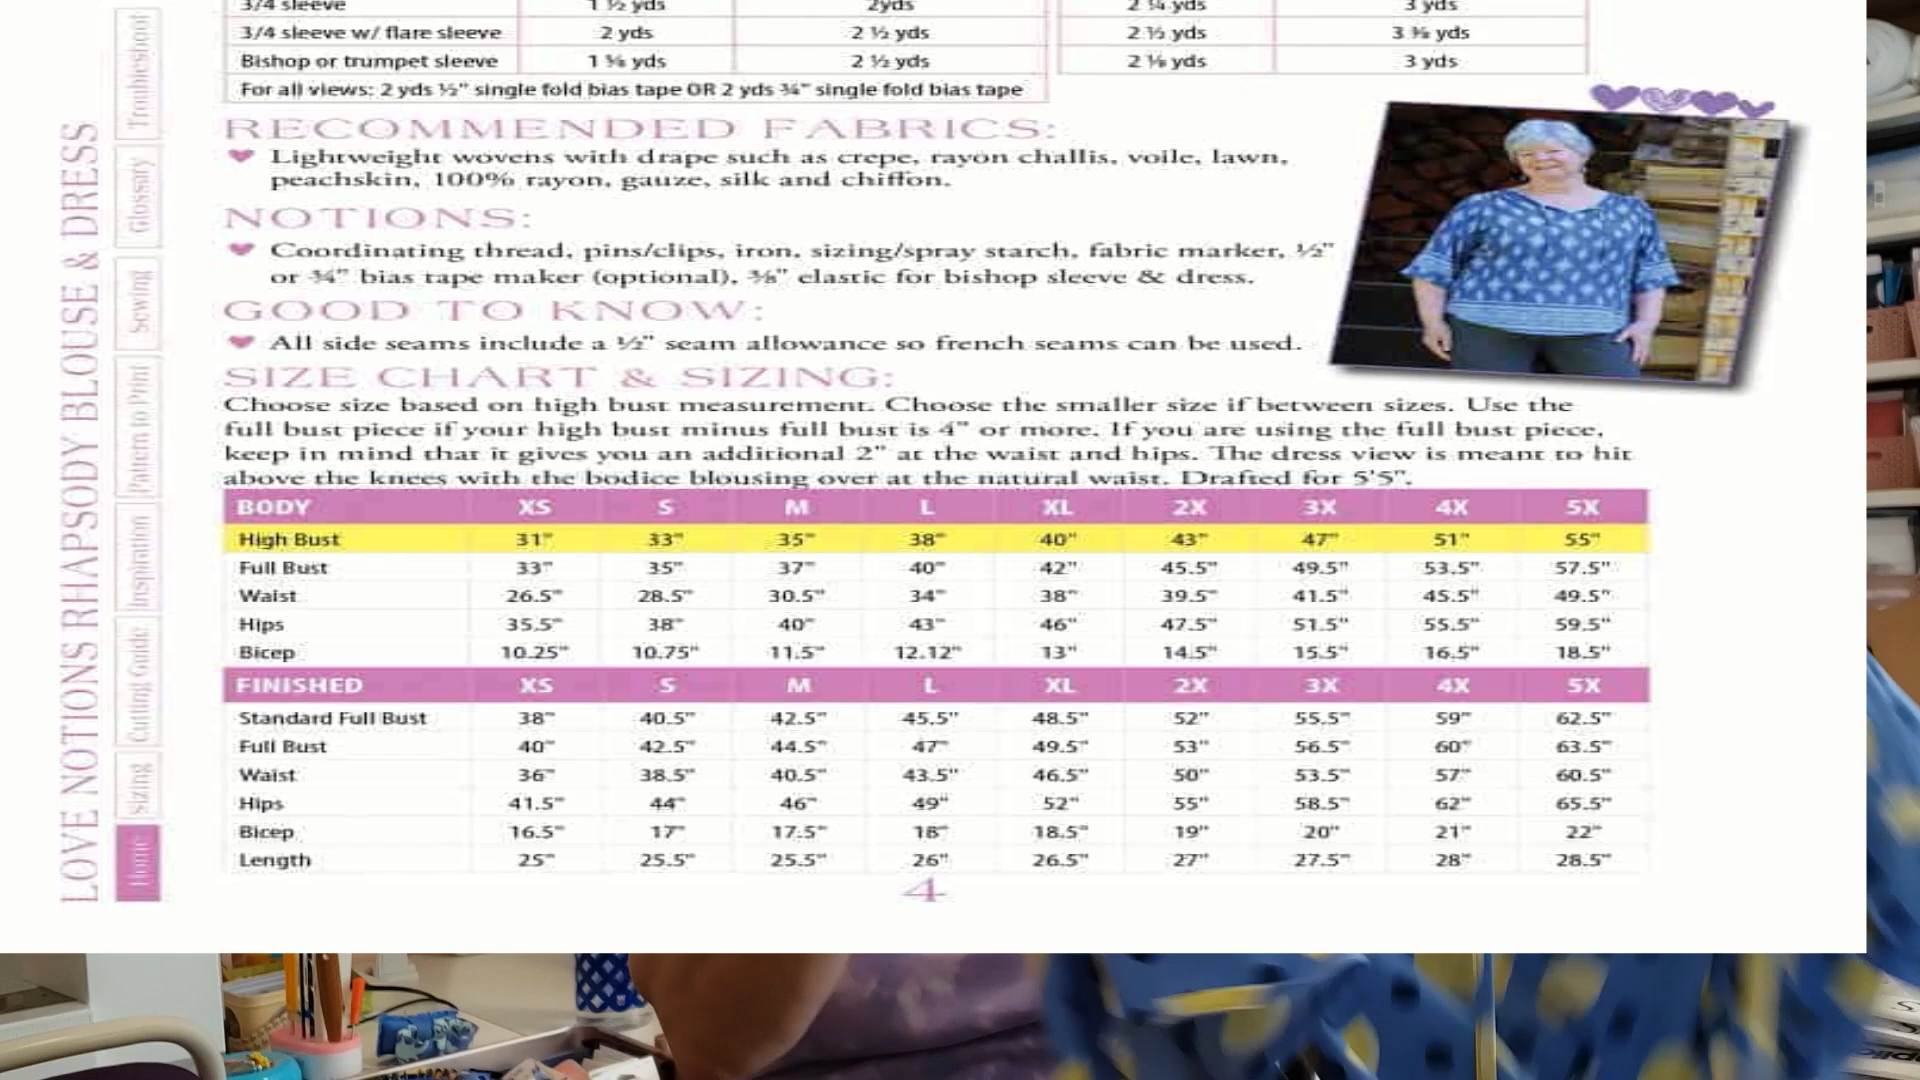 3/4 sleeve 1 ½ yds 2yds 2 ¼ yds 3 yds
3/4 sleeve w/ flare sleeve 2 yds 2 ½ yds 2 ½ yds 3 ⅜ yds
Bishop or trumpet sleeve 2 ½ yds 3 yds
For all views: 2 yds ½" single fold bias tape OR 2 yds ¾" single fold bias tape
RECOMMENDED FABRICS:
Lightweight wovens with drape such as crepe, rayon challis, voile, lawn,
peachskin, 100% rayon, gauze, silk and chiffon.
NOTIONS:
Coordinating thread, pins/clips, iron, sizing/spray starch, fabric marker, ½"
or ¾" bias tape maker (optional), ⅜" elastic for bishop sleeve & dress.
GOOD TO KNOW:
All side seams include a ½" seam allowance so french seams can be used.
SIZE CHART & SIZING:
Choose size based on high bust measurement. Choose the smaller size if between sizes. Use the
full bust piece if your high bust minus full bust is 4" or more. If you are using the full bust piece,
keep in mind that it gives you an additional 2" at the waist and hips. The dress view is meant to hit
above the knees with the bodice blousing over at the natural waist. Drafted for 5'5".
BODY XS S M L XL 2X 3X 4X 5X
High Bust 31" 33" 35" 38" 40" 43" 47" 51" 55"
Full Bust 33" 35" 37" 40" 42" 45.5" 49.5" 53.5" 57.5"
Waist 26.5" 28.5" 30.5" 34" 38" 39.5" 41.5" 45.5" 49.5"
Hips 35.5" 38" 40" 43" 46" 47.5" 51.5" 55.5" 59.5"
Bicep 10.25" 10.75" 11.5" 12.12" 13" 14.5" 15.5" 16.5" 18.5"
FINISHED XS S M L XL 2X 3X 4X 5X
Standard Full Bust 38" 40.5" 42.5" 45.5" 48.5" 52" 55.5" 59" 62.5"
Full Bust 40" 42.5" 44.5" 47" 49.5" 53" 56.5" 60" 63.5"
Waist 36" 38.5" 40.5" 43.5" 46.5" 50" 53.5" 57" 60.5"
Hips 41.5" 44" 46" 49" 52" 55" 58.5" 62" 65.5"
Bicep 16.5" 17" 17.5" 18" 18.5" 19" 20" 21" 22"
Length 25" 25.5" 25.5" 26" 26.5" 27" 27.5" 28" 28.5"
4
LOVE NOTIONS RHAPSODY BLOUSE & DRESS
Home
Sizing
Cutting Guide
Inspiration
Pattern to Print
Sewing
Glossary
Troubleshoot